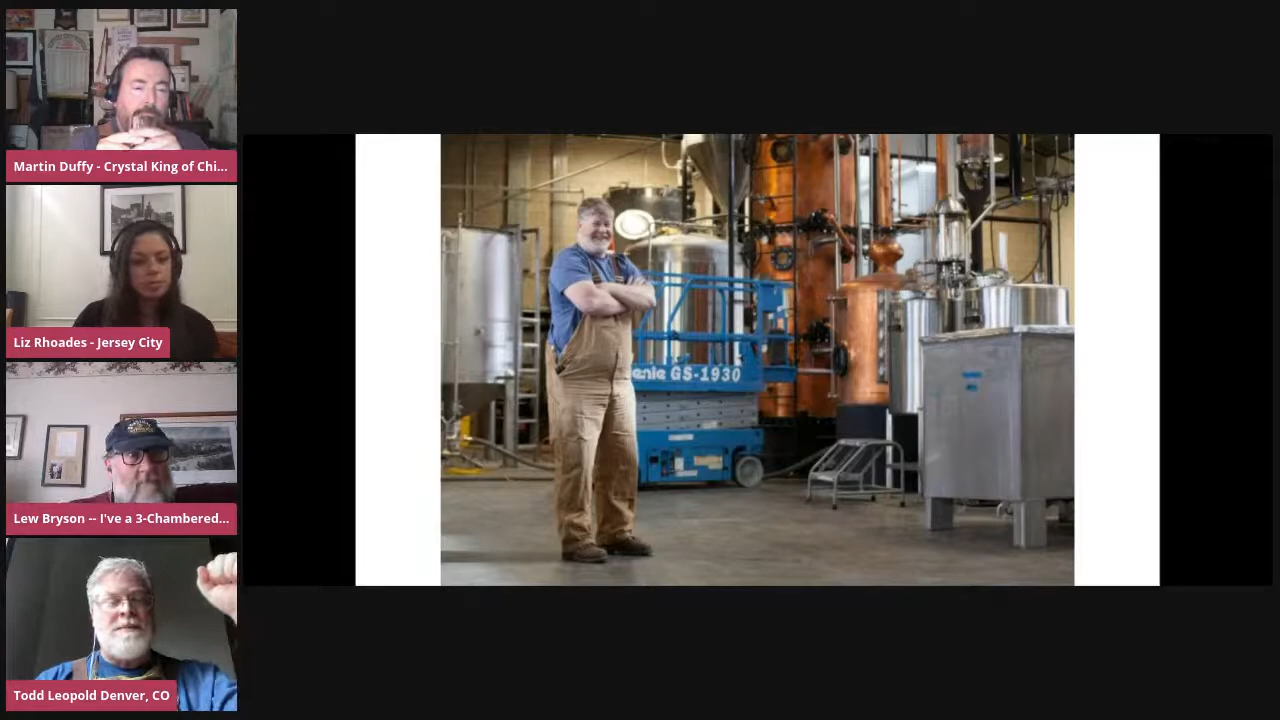 Martin Duffy - Crystal King of Chi...
Liz Rhoades - Jersey City
Lew Bryson -- I've a 3-Chambered...
Todd Leopold Denver, CO
enie GS-1930